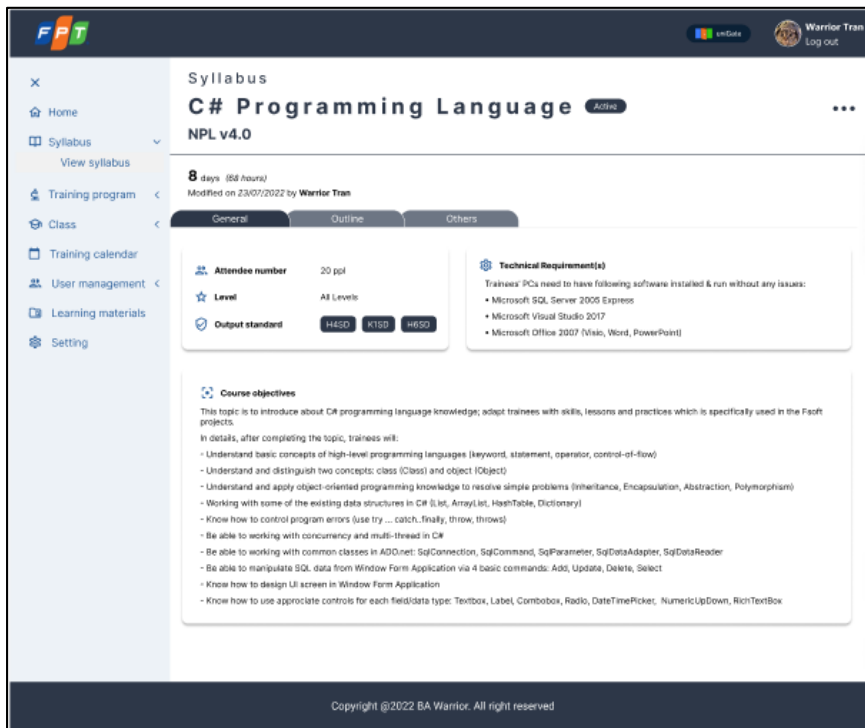 FPT
uniGate
Warrior Tran
Log out
Home
Syllabus
View syllabus
Training program
Class
Training calendar
User management
Learning materials
Setting
Syllabus
C# Programming Language
Active
NPL v4.0
8 days (68 hours)
Modified on 23/07/2022 by Warrior Tran
General
Outline
Others
Attendee number 20 ppl
Level All Levels
Output standard H4SD K1SD H6SD
Technical Requirement(s)
Trainees' PCs need to have following software installed & run without any issues:
• Microsoft SQL Server 2005 Express
• Microsoft Visual Studio 2017
• Microsoft Office 2007 (Visio, Word, PowerPoint)
Course objectives
This topic is to introduce about C# programming language knowledge; adapt trainees with skills, lessons and practices which is specifically used in the Fsoft
projects.
In details, after completing the topic, trainees will:
- Understand basic concepts of high-level programming languages (keyword, statement, operator, control-of-flow)
- Understand and distinguish two concepts: class (Class) and object (Object)
- Understand and apply object-oriented programming knowledge to resolve simple problems (Inheritance, Encapsulation, Abstraction, Polymorphism)
- Working with some of the existing data structures in C# (List, ArrayList, HashTable, Dictionary)
- Know how to control program errors (use try ... catch..finally, throw, throws)
- Be able to working with concurrency and multi-thread in C#
- Be able to working with common classes in ADO.net: SqlConnection, SqlCommand, SqlParameter, SqlDataAdapter, SqlDataReader
- Be able to manipulate SQL data from Window Form Application via 4 basic commands: Add, Update, Delete, Select
- Know how to design UI screen in Window Form Application
- Know how to use approciate controls for each field/data type: Textbox, Label, Combobox, Radio, DateTimePicker, NumericUpDown, RichTextBox
Copyright @2022 BA Warrior. All right reserved